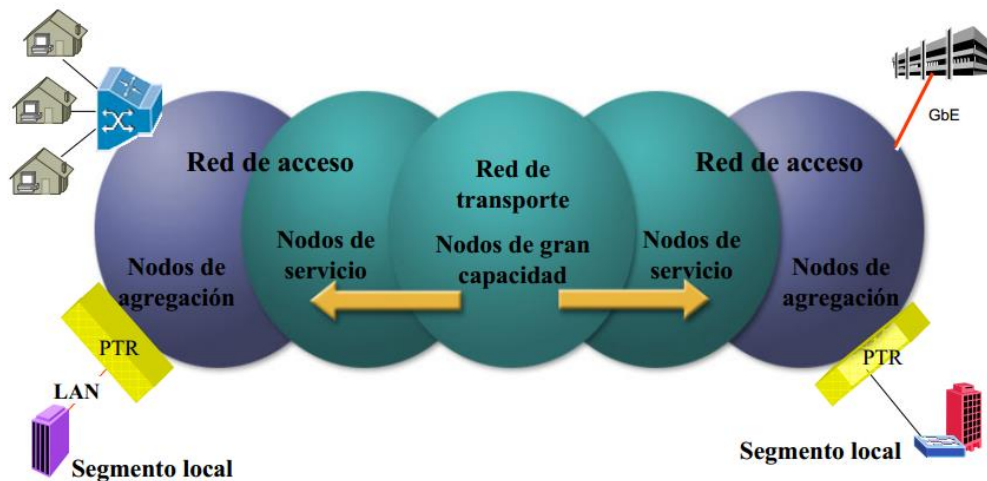 GbE
Red de acceso
Red de
transporte
Red de acceso
Nodos de
agregación
Nodos de
servicio
Nodos de gran
capacidad
Nodos de
servicio
Nodos de
agregación
PTR
PTR
LAN
Segmento local
Segmento local